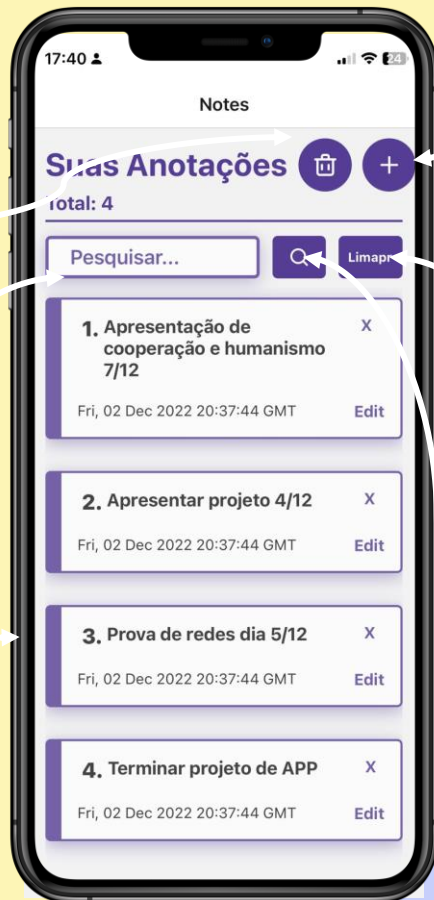 17:40
24
Notes
Suas Anotações
+
Total: 4
Pesquisar...
Limapr
1. Apresentação de
cooperação e humanismo
7/12
X
Fri, 02 Dec 2022 20:37:44 GMT
Edit
2. Apresentar projeto 4/12
X
Fri, 02 Dec 2022 20:37:44 GMT
Edit
3. Prova de redes dia 5/12
X
Fri, 02 Dec 2022 20:37:44 GMT
Edit
4. Terminar projeto de APP
X
Fri, 02 Dec 2022 20:37:44 GMT
Edit